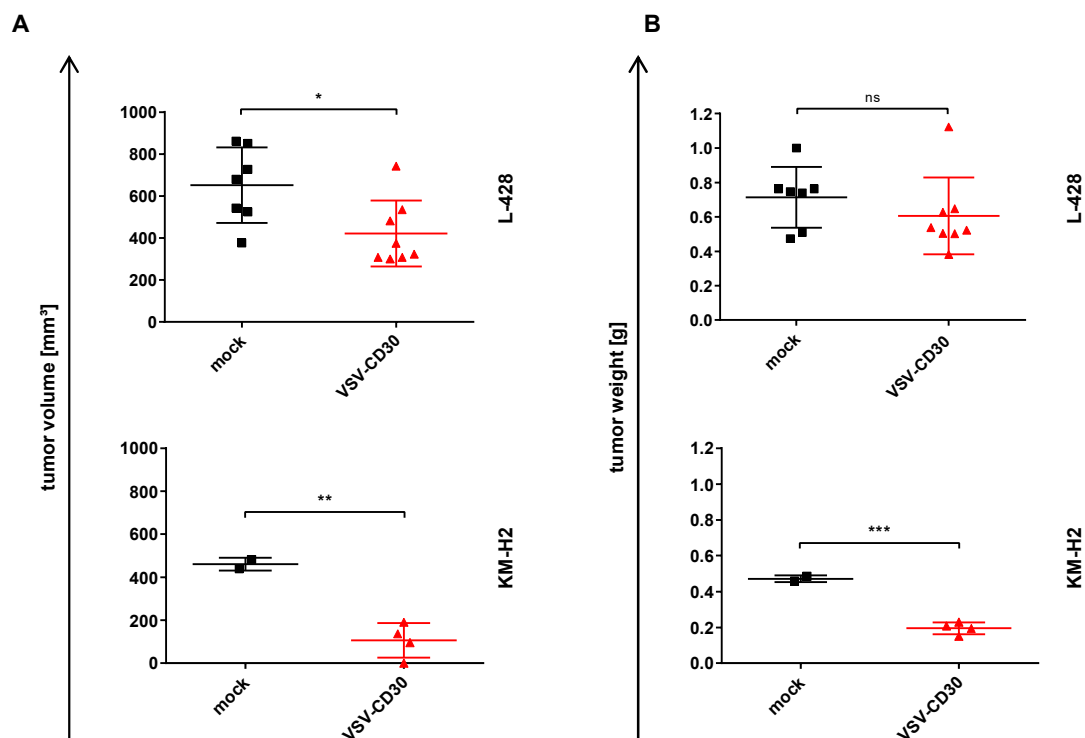 A
tumor volume [mm³]
1000
800
600
400
200
0
*
mock
VSV-CD30
L-428
1000
800
600
400
200
0
**
mock
VSV-CD30
KM-H2
B
tumor weight [g]
1.2
1.0
0.8
0.6
0.4
0.2
0.0
ns
mock
VSV-CD30
L-428
1.2
1.0
0.8
0.6
0.4
0.2
0.0
***
mock
VSV-CD30
KM-H2